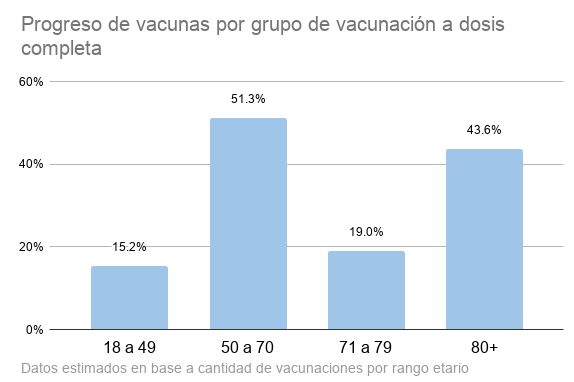 Progreso de vacunas por grupo de vacunación a dosis
completa
60%
51.3%
43.6%
40%
19.0%
20%
15.2%
0%
18 a 49
50 a 70
71 a 79
80+
Datos estimados en base a cantidad de vacunaciones por rango etario